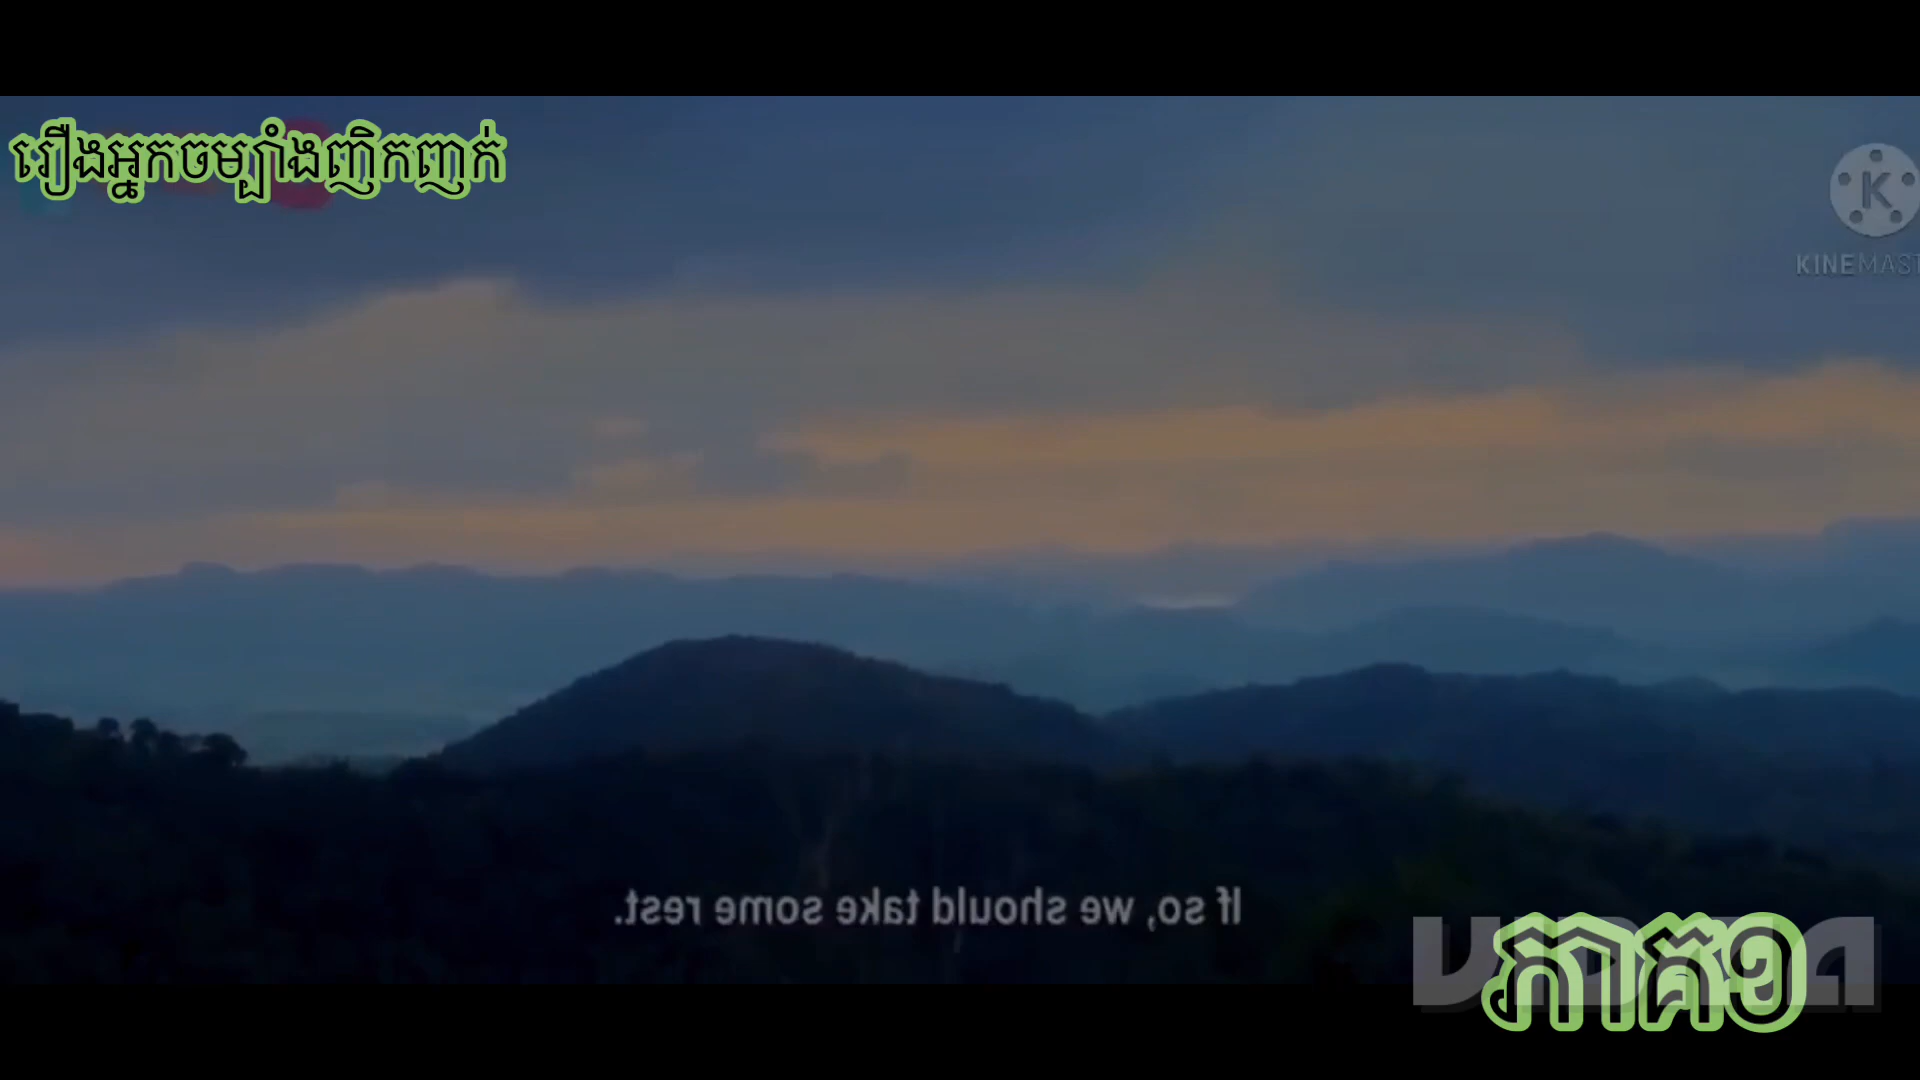 រឿងអ្នកចម្បាំងញិកញក់
KINEMAST
If so, we should take some rest.
ភាគ១